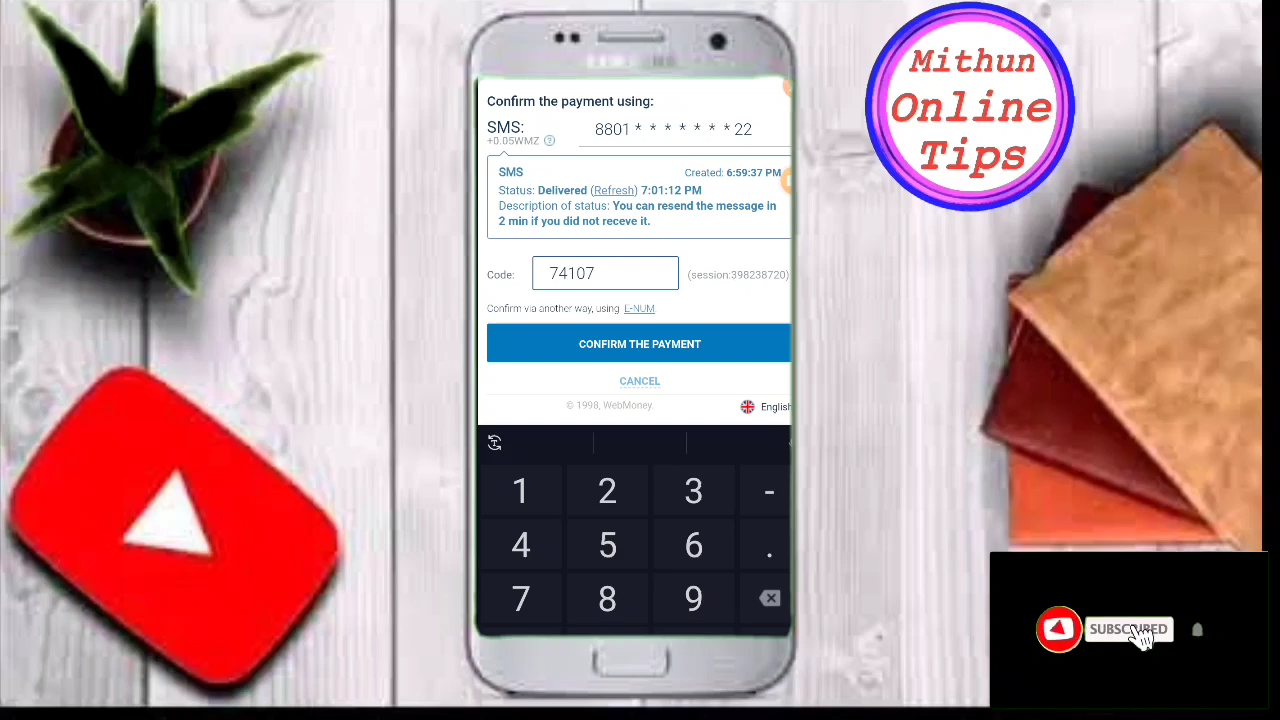 Mithun
Online
Tips
Confirm the payment using:
SMS: 8801 * * * * * * * 22
+0.05WMZ ?
SMS Created: 6:59:37 PM
Status: Delivered (Refresh) 7:01:12 PM
Description of status: You can resend the message in
2 min if you did not receve it.
Code: 74107 (session:398238720)
Confirm via another way, using E-NUM
CONFIRM THE PAYMENT
CANCEL
© 1998, WebMoney. English
1 2 3 -
4 5 6 .
7 8 9
SUBSCRIBED